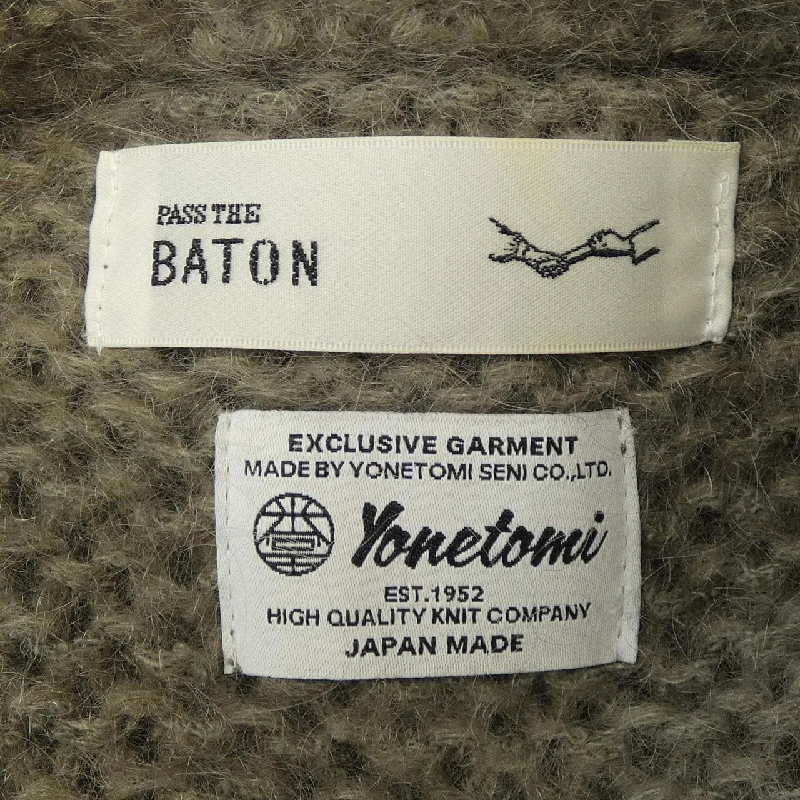 PASS THE
BATON
EXCLUSIVE GARMENT
MADE BY YONETOMI SENI CO.,LTD.
Yonetomi
EST.1952
HIGH QUALITY KNIT COMPANY
JAPAN MADE